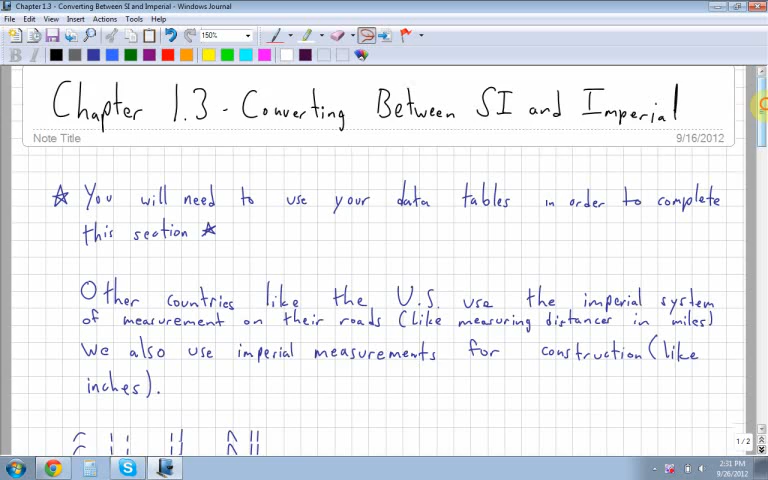 Chapter 1.3 - Converting Between SI and Imperial - Windows Journal
File Edit View Insert Actions Tools Help
150%
B I
Chapter 1.3 - Converting Between SI and Imperial
Note Title
9/16/2012
☆ You will need to use your data tables in order to complete
this section ☆
Other countries like the U.S. use the imperial system
of measurement on their roads (like measuring distances in miles)
We also use imperial measurements for construction (like
inches).
1/2
2:31 PM
9/26/2012